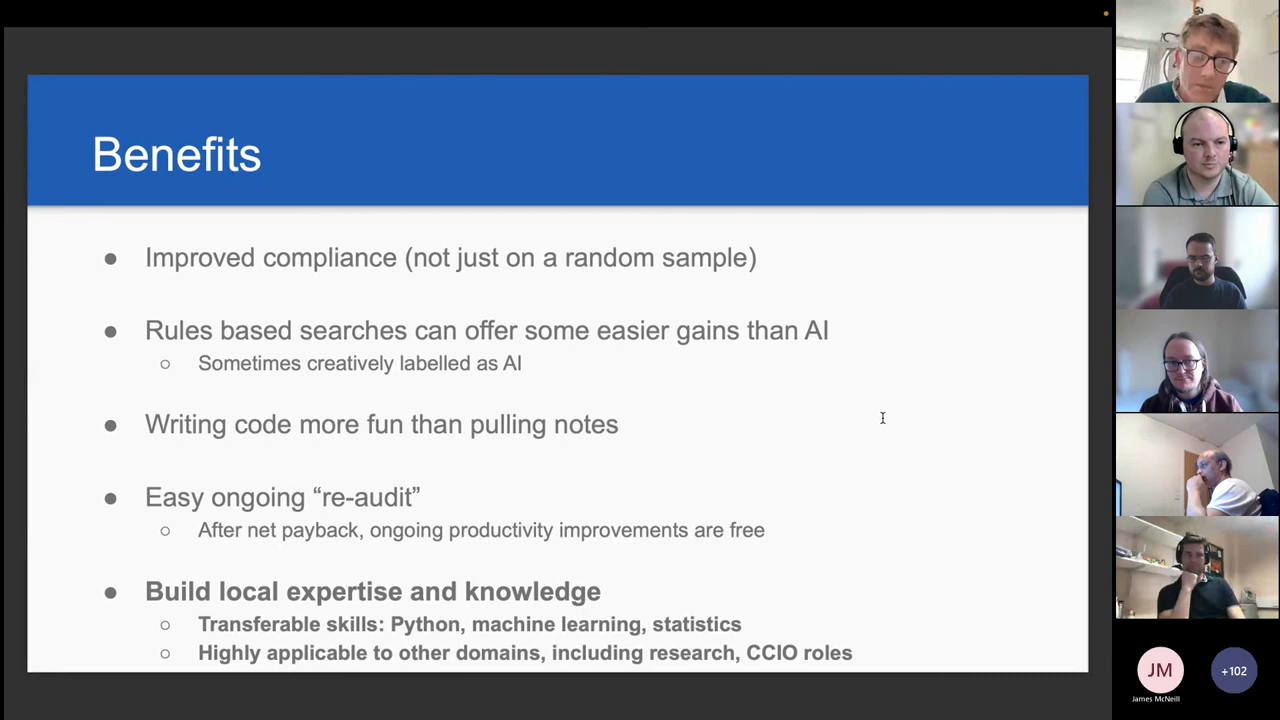 Benefits
Improved compliance (not just on a random sample)
Rules based searches can offer some easier gains than AI
Sometimes creatively labelled as AI
Writing code more fun than pulling notes
Easy ongoing “re-audit”
After net payback, ongoing productivity improvements are free
Build local expertise and knowledge
Transferable skills: Python, machine learning, statistics
Highly applicable to other domains, including research, CCIO roles
JM
+102
James McNeill